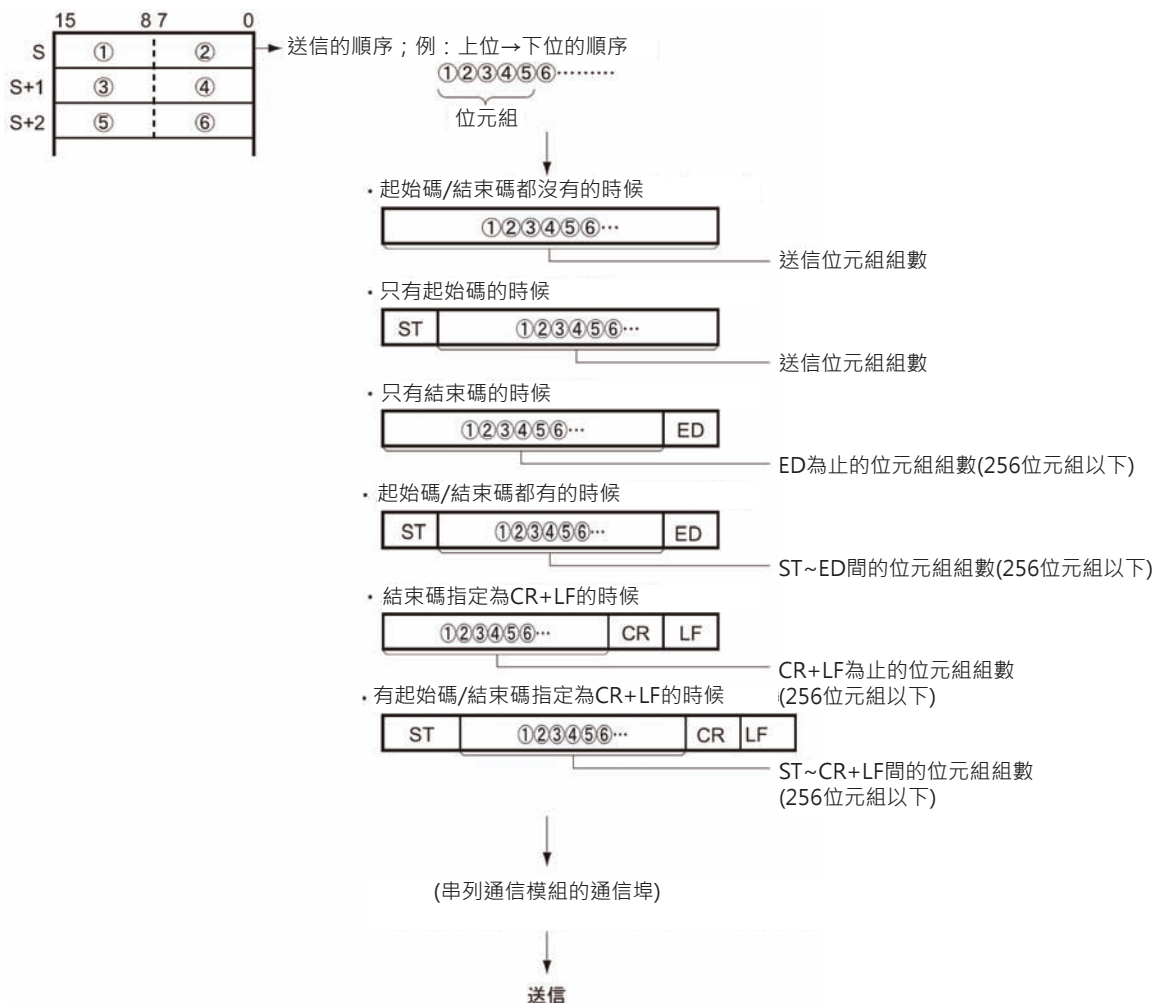 15 8 7 0
S ① ② 送信的順序；例：上位→下位的順序
S+1 ③ ④ ①②③④⑤⑥………
S+2 ⑤ ⑥ 位元組
・起始碼/結束碼都沒有的時候
①②③④⑤⑥…
送信位元組組數
・只有起始碼的時候
ST ①②③④⑤⑥…
送信位元組組數
・只有結束碼的時候
①②③④⑤⑥… ED
ED為止的位元組組數(256位元組以下)
・起始碼/結束碼都有的時候
ST ①②③④⑤⑥… ED
ST~ED間的位元組組數(256位元組以下)
・結束碼指定為CR+LF的時候
①②③④⑤⑥… CR LF
CR+LF為止的位元組組數
(256位元組以下)
・有起始碼/結束碼指定為CR+LF的時候
ST ①②③④⑤⑥… CR LF
ST~CR+LF間的位元組組數
(256位元組以下)
(串列通信模組的通信埠)
送信